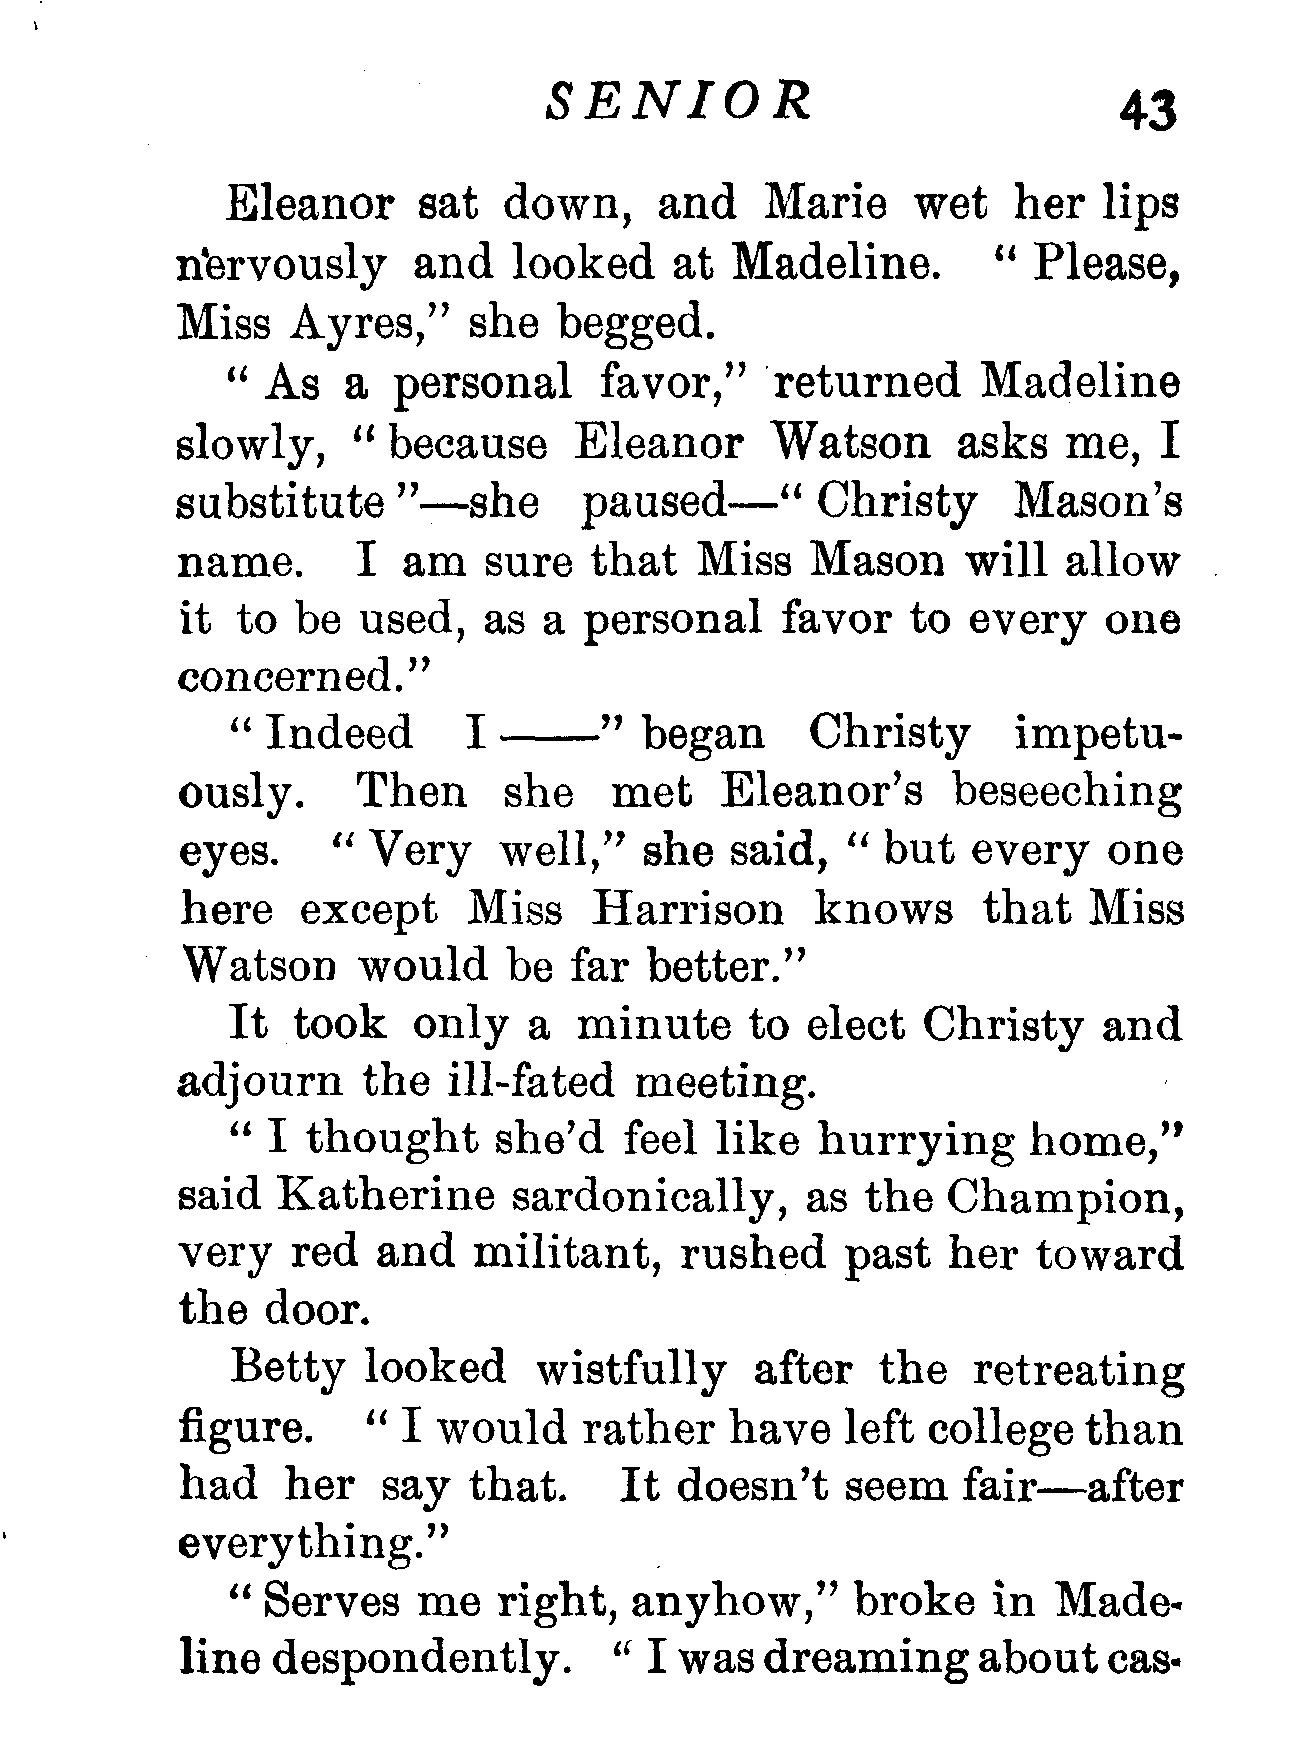 SENIOR 43
Eleanor sat down, and Marie wet her lips
nervously and looked at Madeline. “ Please,
Miss Ayres,” she begged.
“ As a personal favor,” returned Madeline
slowly, “ because Eleanor Watson asks me, I
substitute ”—she paused—“ Christy Mason’s
name. I am sure that Miss Mason will allow
it to be used, as a personal favor to every one
concerned.”
“ Indeed I ——” began Christy impetu-
ously. Then she met Eleanor’s beseeching
eyes. “ Very well,” she said, “ but every one
here except Miss Harrison knows that Miss
Watson would be far better.”
It took only a minute to elect Christy and
adjourn the ill-fated meeting.
“ I thought she’d feel like hurrying home,”
said Katherine sardonically, as the Champion,
very red and militant, rushed past her toward
the door.
Betty looked wistfully after the retreating
figure. “ I would rather have left college than
had her say that. It doesn’t seem fair—after
everything.”
“ Serves me right, anyhow,” broke in Made-
line despondently. “ I was dreaming about cas-